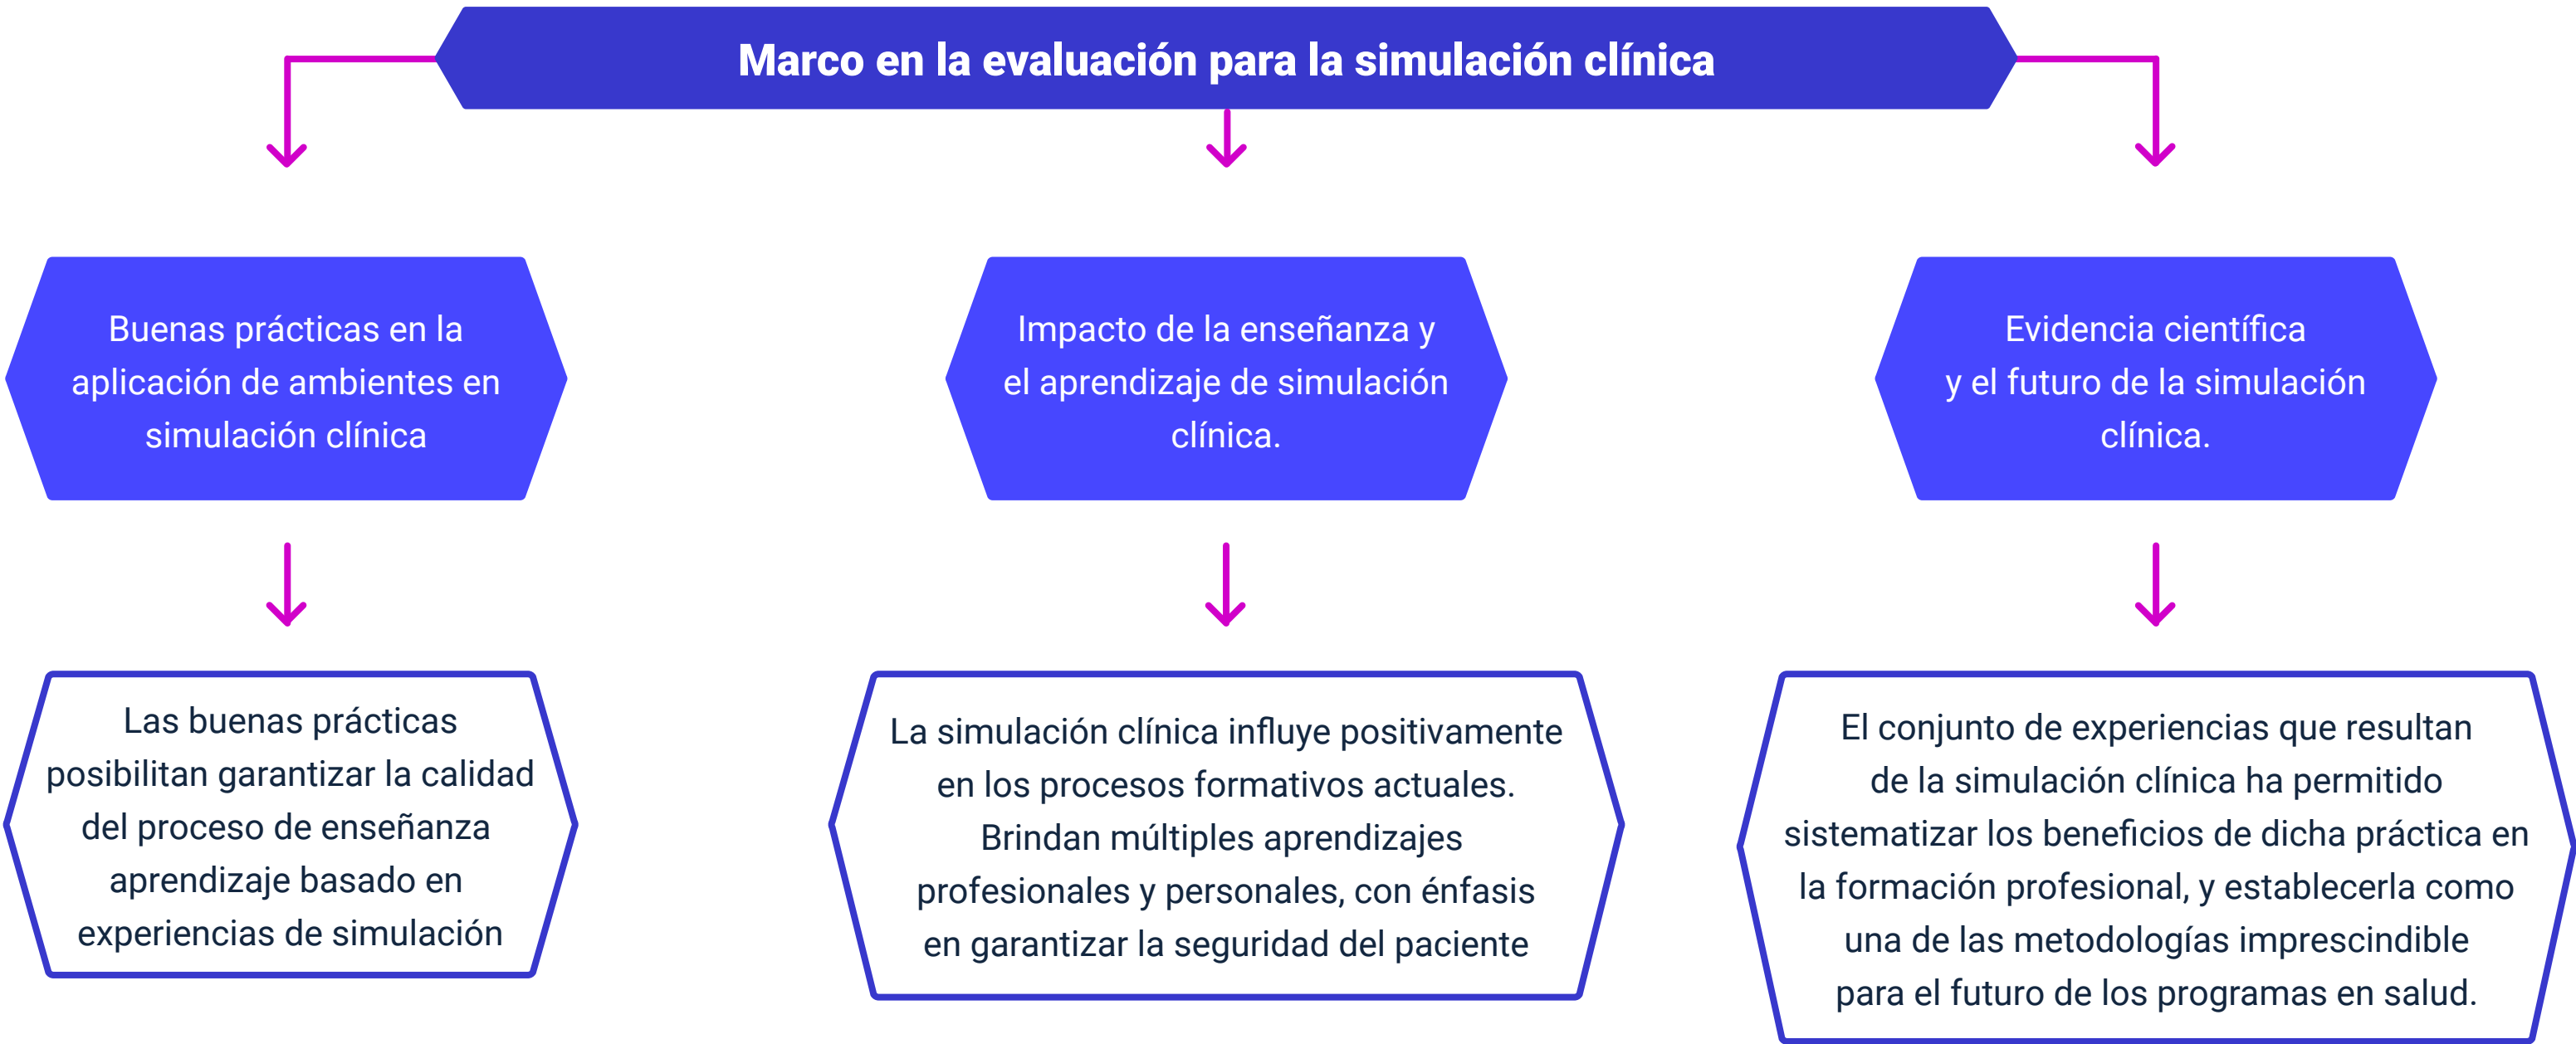 Marco en la evaluación para la simulación clínica
Buenas prácticas en la
aplicación de ambientes en
simulación clínica
Impacto de la enseñanza y
el aprendizaje de simulación
clínica.
Evidencia científica
y el futuro de la simulación
clínica.
Las buenas prácticas
posibilitan garantizar la calidad
del proceso de enseñanza
aprendizaje basado en
experiencias de simulación
La simulación clínica influye positivamente
en los procesos formativos actuales.
Brindan múltiples aprendizajes
profesionales y personales, con énfasis
en garantizar la seguridad del paciente
El conjunto de experiencias que resultan
de la simulación clínica ha permitido
sistematizar los beneficios de dicha práctica en
la formación profesional, y establecerla como
una de las metodologías imprescindible
para el futuro de los programas en salud.